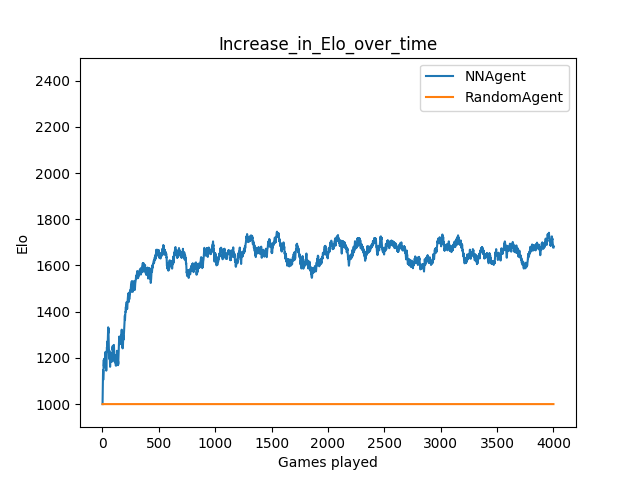 Increase_in_Elo_over_time
NNAgent
RandomAgent
2400
2200
2000
1800
1600
1400
1200
1000
Elo
0 500 1000 1500 2000 2500 3000 3500 4000
Games played